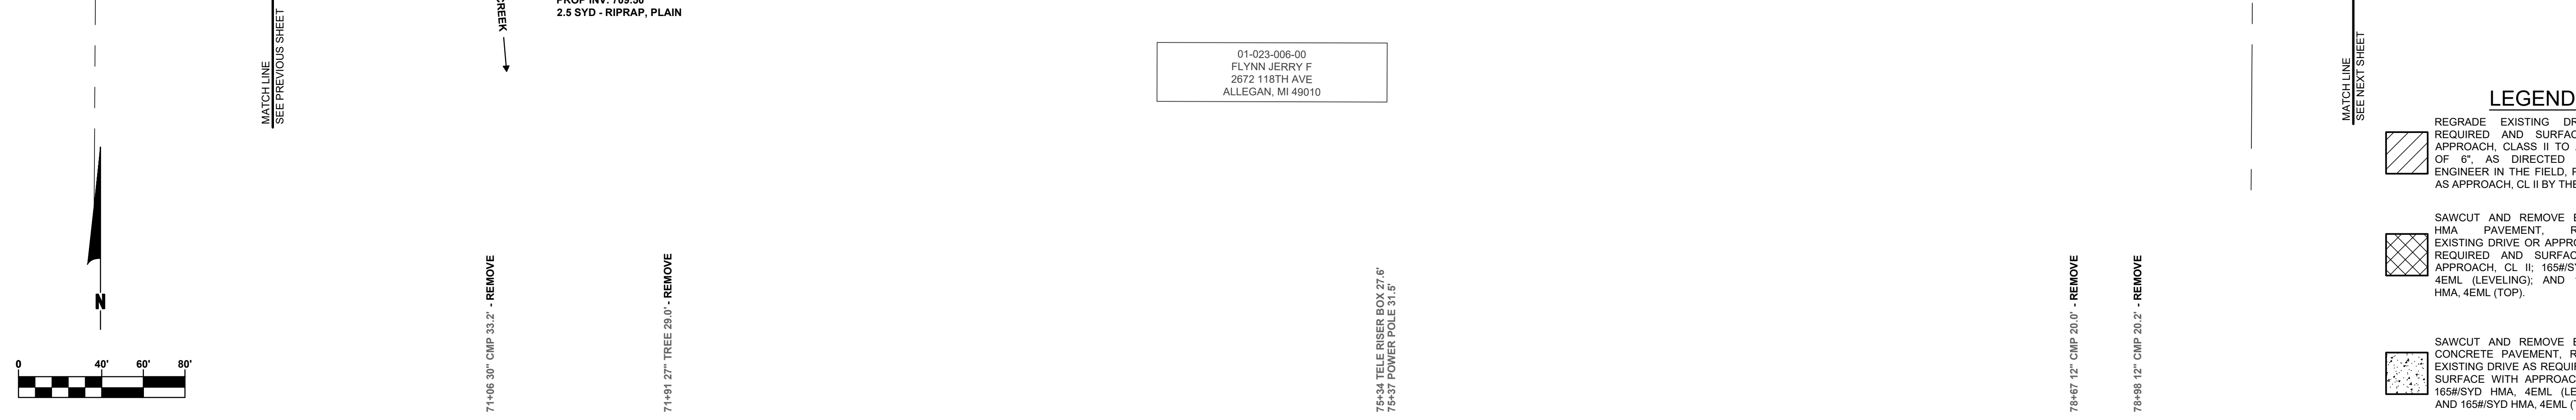 PROP INV: 709.50
2.5 SYD - RIPRAP, PLAIN
CREEK
MATCH LINE
SEE PREVIOUS SHEET
01-023-006-00
FLYNN JERRY F
2672 118TH AVE
ALLEGAN, MI 49010
MATCH LINE
SEE NEXT SHEET
N
0 40' 60' 80'
71+06 30" CMP 33.2' - REMOVE
71+91 27" TREE 29.0' - REMOVE
75+34 TELE RISER BOX 27.6'
75+37 POWER POLE 31.5'
78+67 12" CMP 20.0' - REMOVE
78+98 12" CMP 20.2' - REMOVE
LEGEND
REGRADE EXISTING DR
REQUIRED AND SURFAC
APPROACH, CLASS II TO
OF 6", AS DIRECTED
ENGINEER IN THE FIELD,
AS APPROACH, CL II BY THE
SAWCUT AND REMOVE
HMA PAVEMENT,
EXISTING DRIVE OR APPRO
REQUIRED AND SURFAC
APPROACH, CL II; 165#/SY
4EML (LEVELING); AND
HMA, 4EML (TOP).
SAWCUT AND REMOVE
CONCRETE PAVEMENT,
EXISTING DRIVE AS REQUI
SURFACE WITH APPROAC
165#/SYD HMA, 4EML (LE
AND 165#/SYD HMA, 4EML (